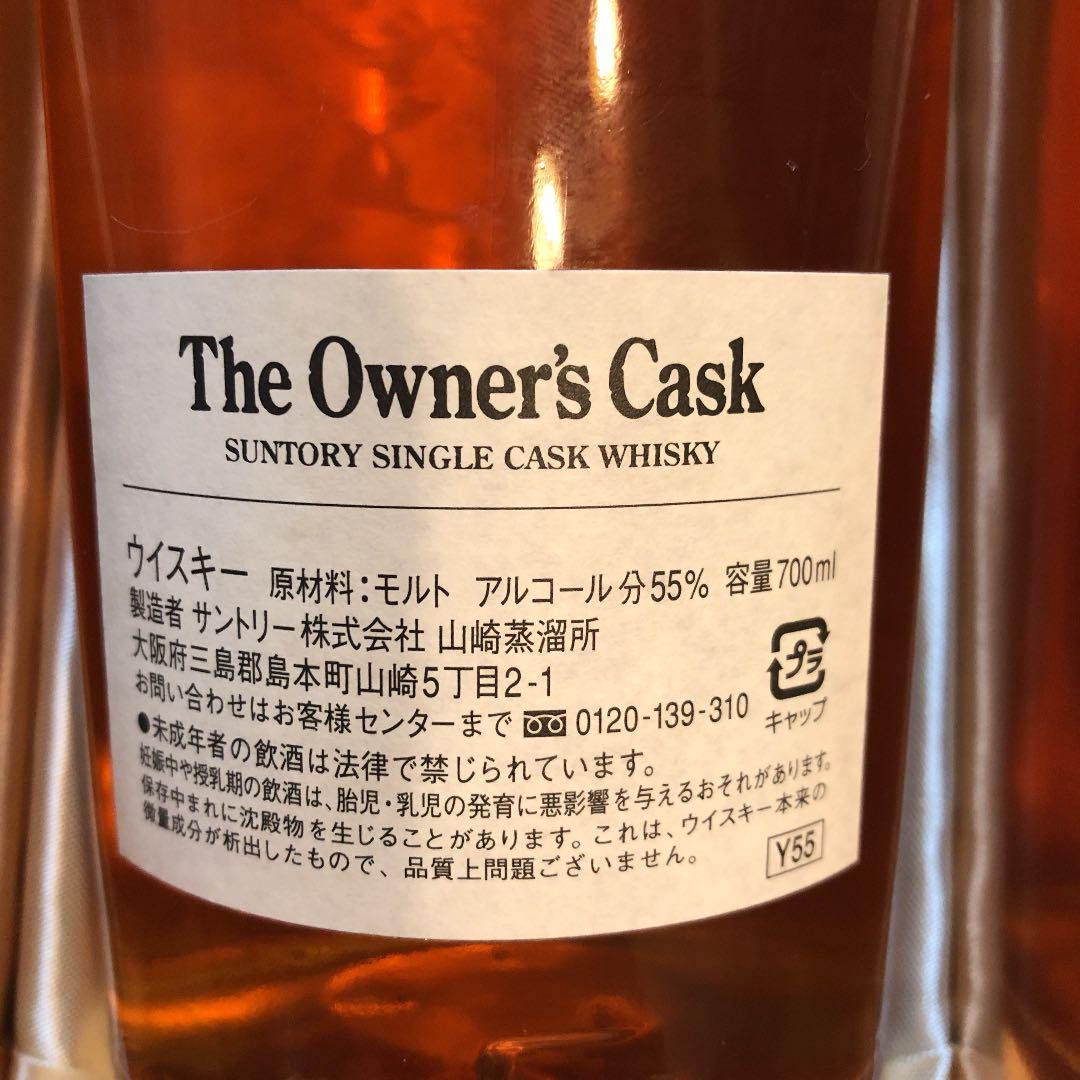 The Owner's Cask
SUNTORY SINGLE CASK WHISKY
ウイスキー 原材料：モルト アルコール分55% 容量700ml
製造者 サントリー株式会社 山崎蒸溜所
大阪府三島郡島本町山崎5丁目2-1
お問い合わせはお客様センターまで 0120-139-310
プラ
キャップ
●未成年者の飲酒は法律で禁じられています。
妊娠中や授乳期の飲酒は、胎児・乳児の発育に悪影響を与えるおそれがあります。
保存中まれに沈殿物を生じることがあります。これは、ウイスキー本来の
微量成分が析出したもので、品質上問題ございません。
Y55